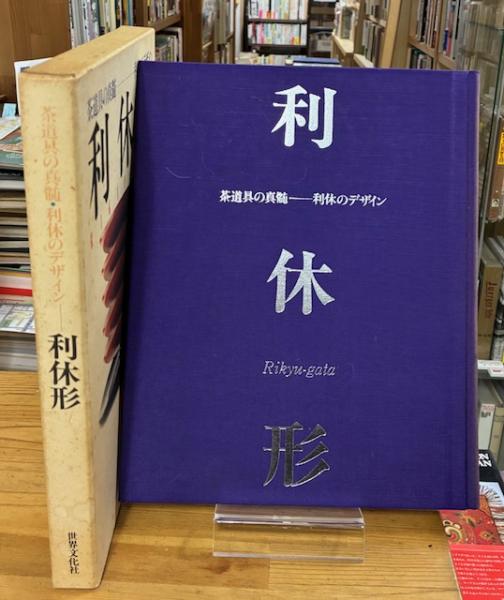 茶道具の真髄・利休のデザイン——利休形
世界文化社
茶道具の真髄
利休
利
茶道具の真髄——利休のデザイン
休
Rikyu-gata
形